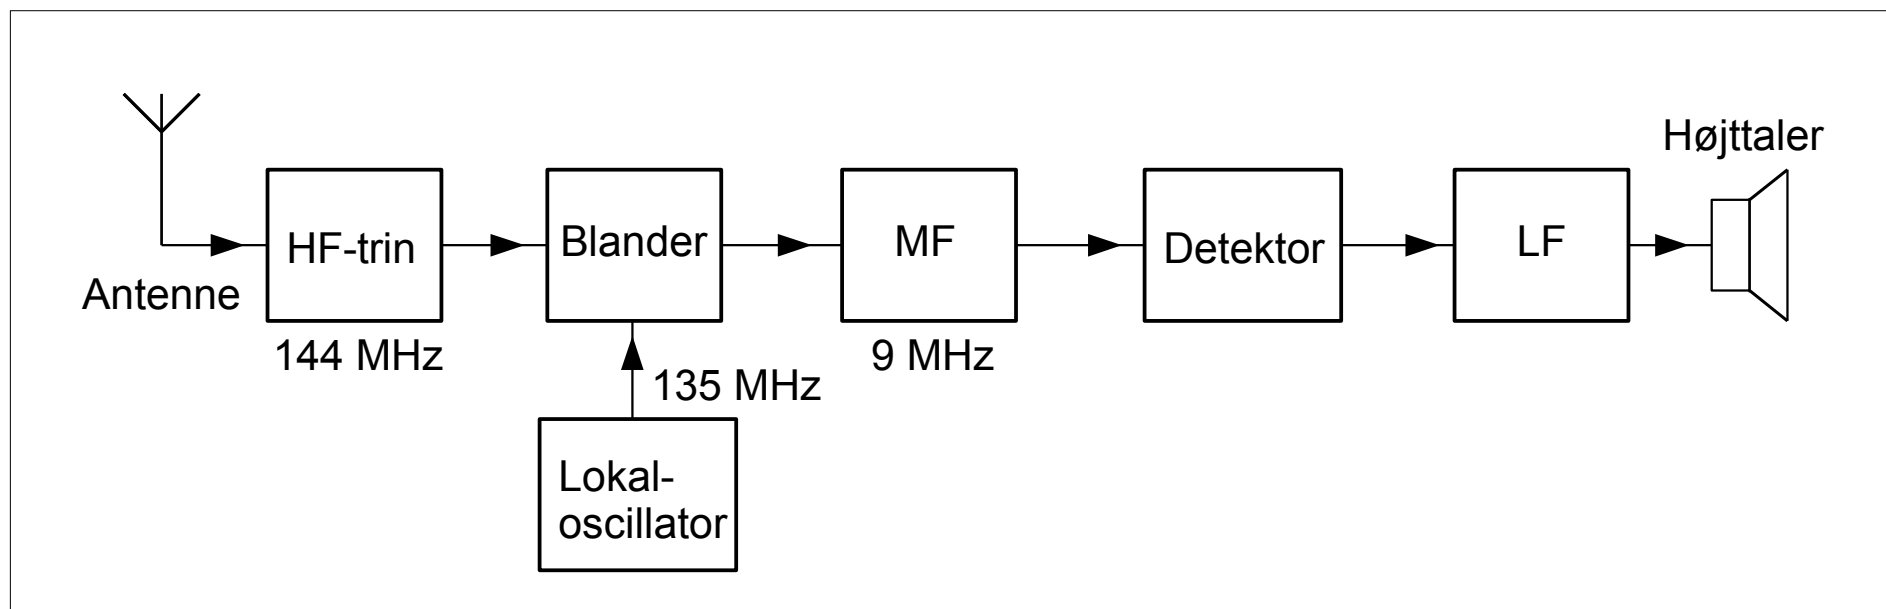 Højttaler
HF-trin
Blander
MF
Detektor
LF
Antenne
144 MHz
9 MHz
135 MHz
Lokal-
oscillator